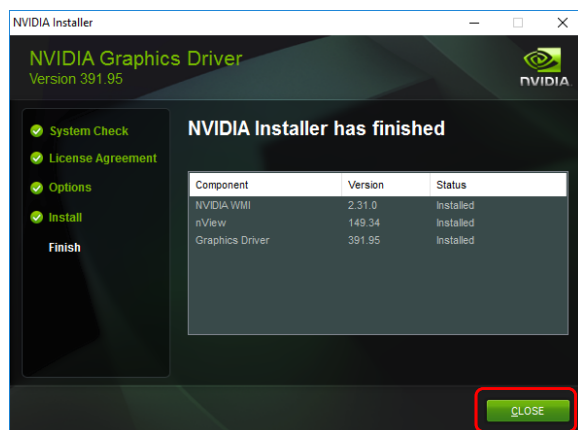 NVIDIA Installer
NVIDIA Graphics Driver
Version 391.95
NVIDIA
System Check
License Agreement
Options
Install
Finish
NVIDIA Installer has finished
Component Version Status
NVIDIA WMI 2.31.0 Installed
nView 149.34 Installed
Graphics Driver 391.95 Installed
CLOSE